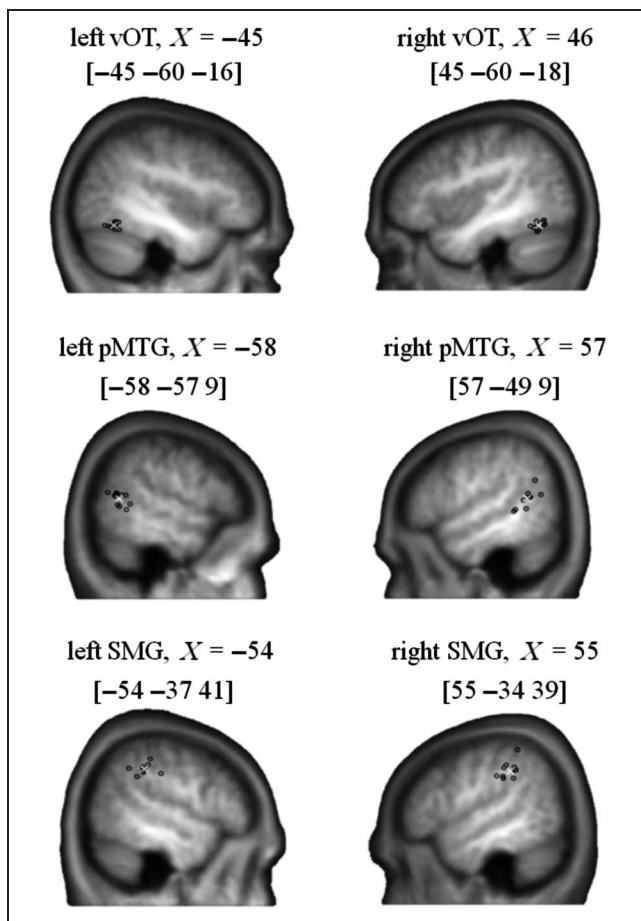 left vOT, X = –45
[–45 –60 –16]
right vOT, X = 46
[45 –60 –18]
left pMTG, X = –58
[–58 –57 9]
right pMTG, X = 57
[57 –49 9]
left SMG, X = –54
[–54 –37 41]
right SMG, X = 55
[55 –34 39]